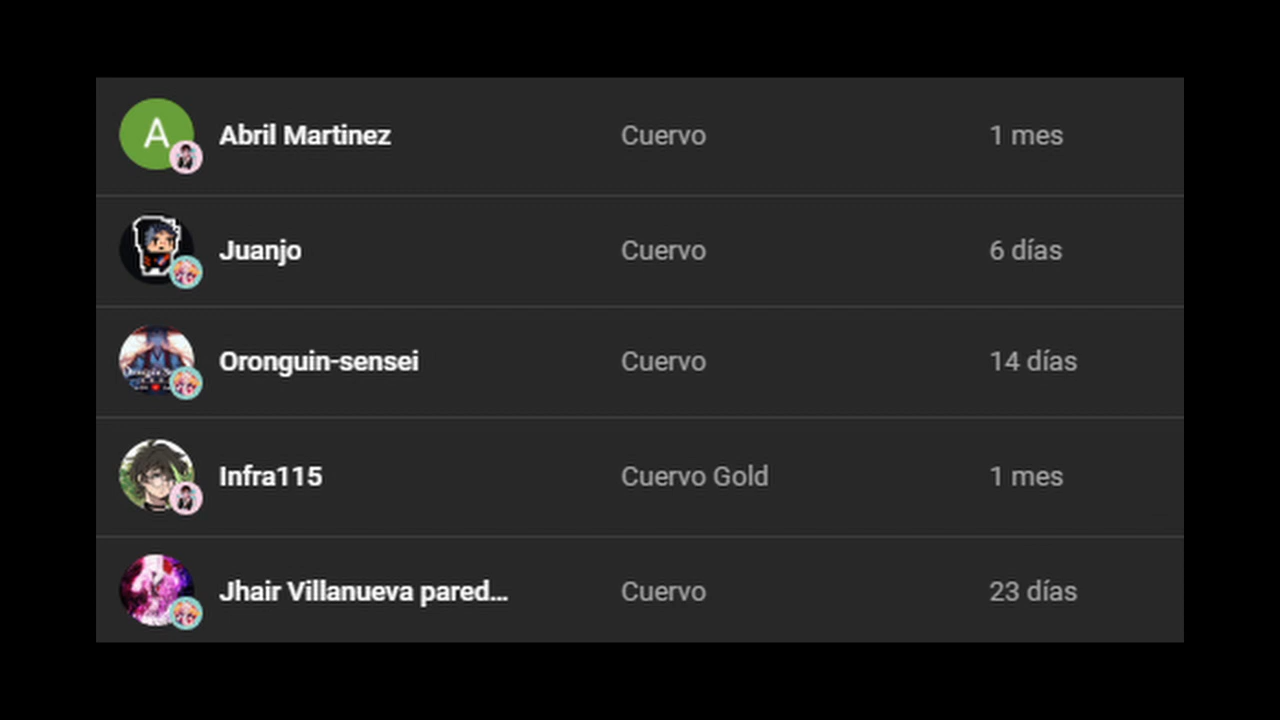 A Abril Martinez Cuervo 1 mes
Juanjo Cuervo 6 días
Oronguin-sensei Cuervo 14 días
Infra115 Cuervo Gold 1 mes
Jhair Villanueva pared... Cuervo 23 días